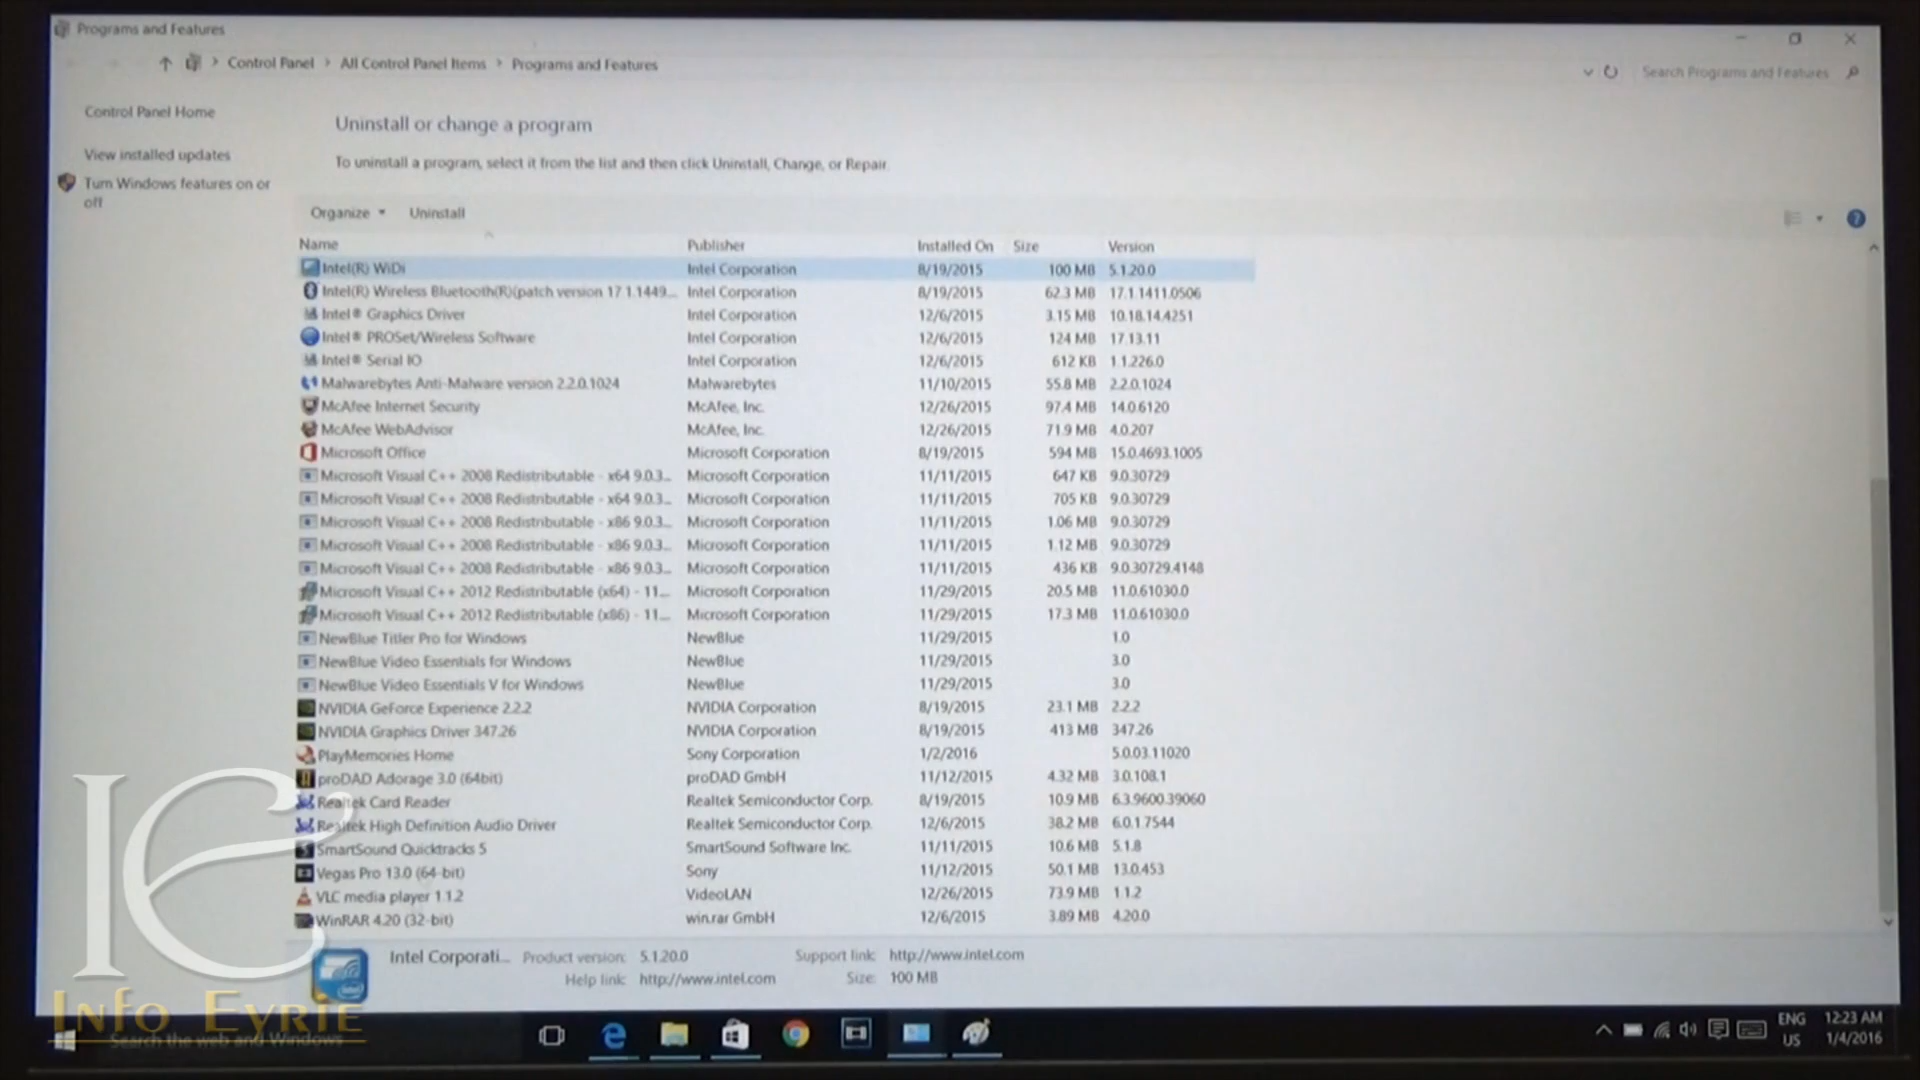 Programs and Features
Control Panel > All Control Panel Items > Programs and Features
Search Programs and Features
Control Panel Home
View installed updates
Turn Windows features on or
off
Uninstall or change a program
To uninstall a program, select it from the list and then click Uninstall, Change, or Repair.
Organize Uninstall
Name Publisher Installed On Size Version
Intel(R) WiDi Intel Corporation 8/19/2015 100 MB 5.1.20.0
Intel(R) Wireless Bluetooth(R)(patch version 17.1.1449... Intel Corporation 8/19/2015 62.3 MB 17.1.1411.0506
Intel® Graphics Driver Intel Corporation 12/6/2015 3.15 MB 10.18.14.4251
Intel® PROSet/Wireless Software Intel Corporation 12/6/2015 124 MB 17.13.11
Intel® Serial IO Intel Corporation 12/6/2015 612 KB 1.1.226.0
Malwarebytes Anti-Malware version 2.2.0.1024 Malwarebytes 11/10/2015 55.8 MB 2.2.0.1024
McAfee Internet Security McAfee, Inc. 12/26/2015 97.4 MB 14.0.6120
McAfee WebAdvisor McAfee, Inc. 12/26/2015 71.9 MB 4.0.207
Microsoft Office Microsoft Corporation 8/19/2015 594 MB 15.0.4693.1005
Microsoft Visual C++ 2008 Redistributable - x64 9.0.3... Microsoft Corporation 11/11/2015 647 KB 9.0.30729
Microsoft Visual C++ 2008 Redistributable - x64 9.0.3... Microsoft Corporation 11/11/2015 705 KB 9.0.30729
Microsoft Visual C++ 2008 Redistributable - x86 9.0.3... Microsoft Corporation 11/11/2015 1.06 MB 9.0.30729
Microsoft Visual C++ 2008 Redistributable - x86 9.0.3... Microsoft Corporation 11/11/2015 1.12 MB 9.0.30729
Microsoft Visual C++ 2008 Redistributable - x86 9.0.3... Microsoft Corporation 11/11/2015 436 KB 9.0.30729.4148
Microsoft Visual C++ 2012 Redistributable (x64) - 11.... Microsoft Corporation 11/29/2015 20.5 MB 11.0.61030.0
Microsoft Visual C++ 2012 Redistributable (x86) - 11.... Microsoft Corporation 11/29/2015 17.3 MB 11.0.61030.0
NewBlue Titler Pro for Windows NewBlue 11/29/2015 1.0
NewBlue Video Essentials for Windows NewBlue 11/29/2015 3.0
NewBlue Video Essentials V for Windows NewBlue 11/29/2015 3.0
NVIDIA GeForce Experience 2.2.2 NVIDIA Corporation 8/19/2015 23.1 MB 2.2.2
NVIDIA Graphics Driver 347.26 NVIDIA Corporation 8/19/2015 413 MB 347.26
PlayMemories Home Sony Corporation 1/2/2016 5.0.03.11020
proDAD Adorage 3.0 (64bit) proDAD GmbH 11/12/2015 4.32 MB 3.0.108.1
Realtek Card Reader Realtek Semiconductor Corp. 8/19/2015 10.9 MB 6.3.9600.39060
Realtek High Definition Audio Driver Realtek Semiconductor Corp. 12/6/2015 38.2 MB 6.0.1.7544
SmartSound Quicktracks 5 SmartSound Software Inc. 11/11/2015 10.6 MB 5.1.8
Vegas Pro 13.0 (64-bit) Sony 11/12/2015 50.1 MB 13.0.453
VLC media player 1.1.2 VideoLAN 12/26/2015 73.9 MB 1.1.2
WinRAR 4.20 (32-bit) win.rar GmbH 12/6/2015 3.89 MB 4.20.0
Intel Corporati... Product version: 5.1.20.0 Support link: http://www.intel.com
Help link: http://www.intel.com Size: 100 MB
Info Eyrie
Search the web and Windows
ENG 12:23 AM
US 1/4/2016